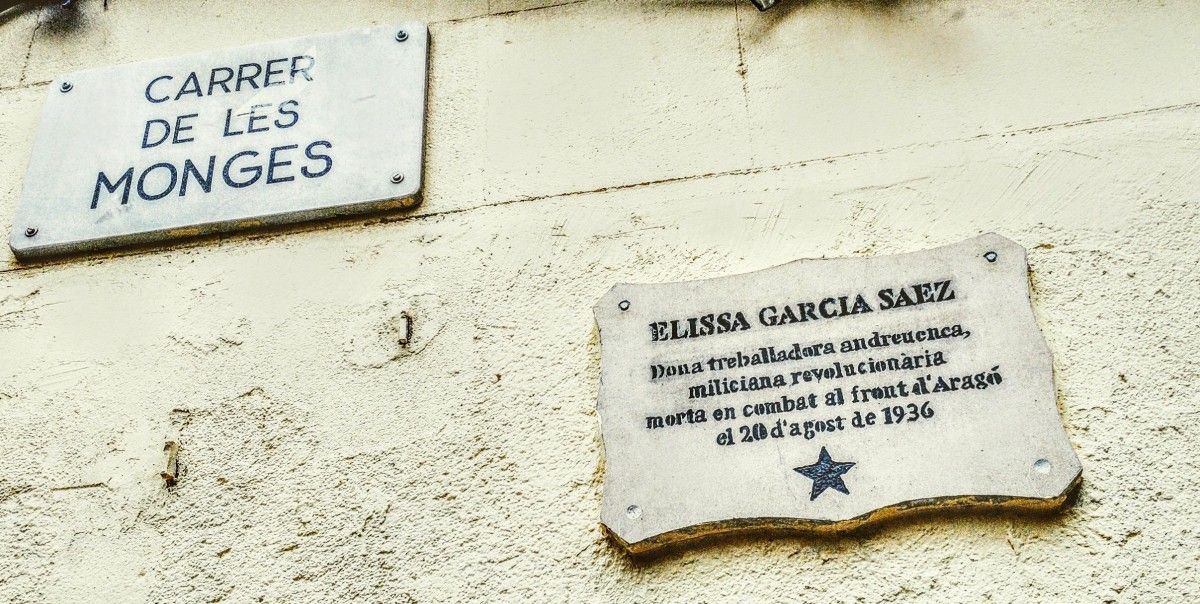 CARRER
DE LES
MONGES
ELISSA GARCIA SAEZ
Dona treballadora andreuenca,
miliciana revolucionària
morta en combat al front d'Aragó
el 20 d'agost de 1936